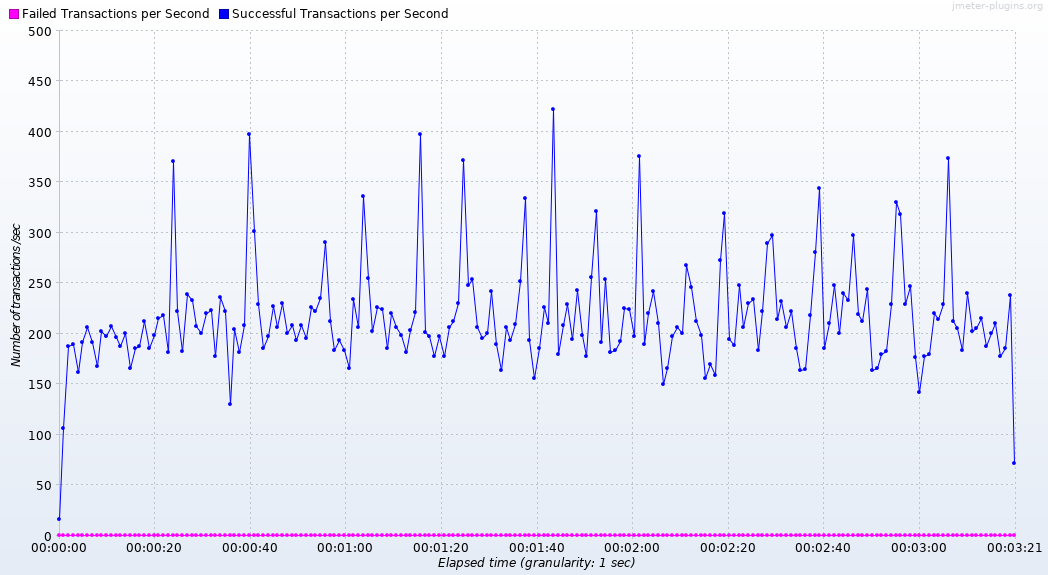 jmeter-plugins.org
Failed Transactions per Second Successful Transactions per Second
500
450
400
350
300
250
200
150
100
50
0
Number of transactions/sec
00:00:00 00:00:20 00:00:40 00:01:00 00:01:20 00:01:40 00:02:00 00:02:20 00:02:40 00:03:00 00:03:21
Elapsed time (granularity: 1 sec)